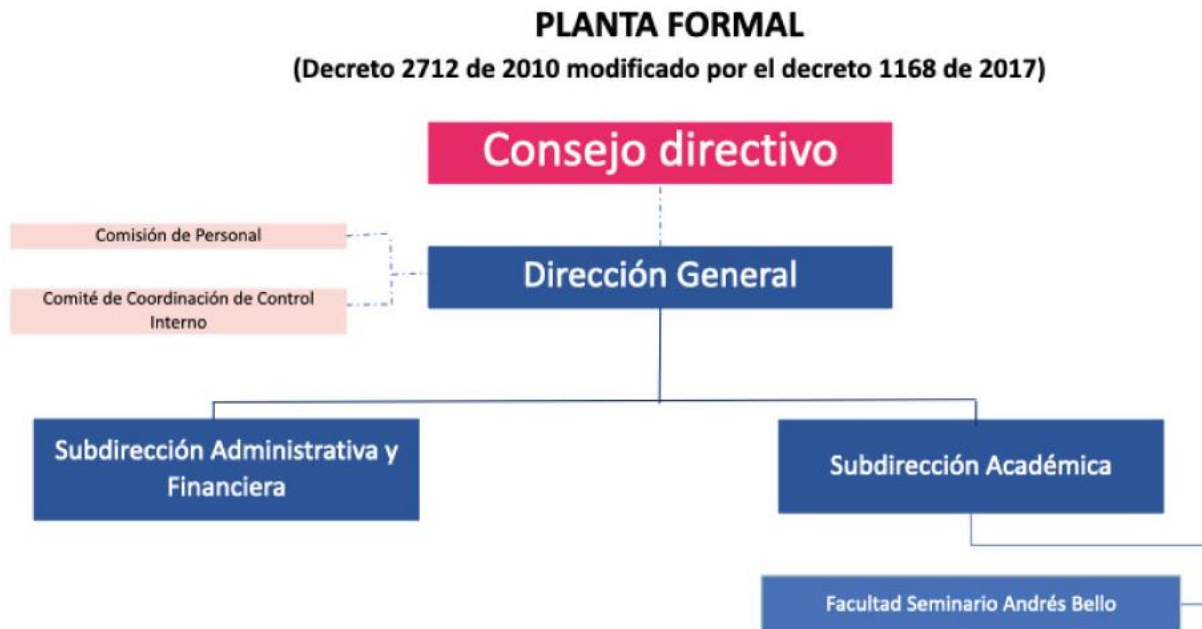 PLANTA FORMAL
(Decreto 2712 de 2010 modificado por el decreto 1168 de 2017)
Consejo directivo
Comisión de Personal
Dirección General
Comité de Coordinación de Control
Interno
Subdirección Administrativa y
Financiera
Subdirección Académica
Facultad Seminario Andrés Bello